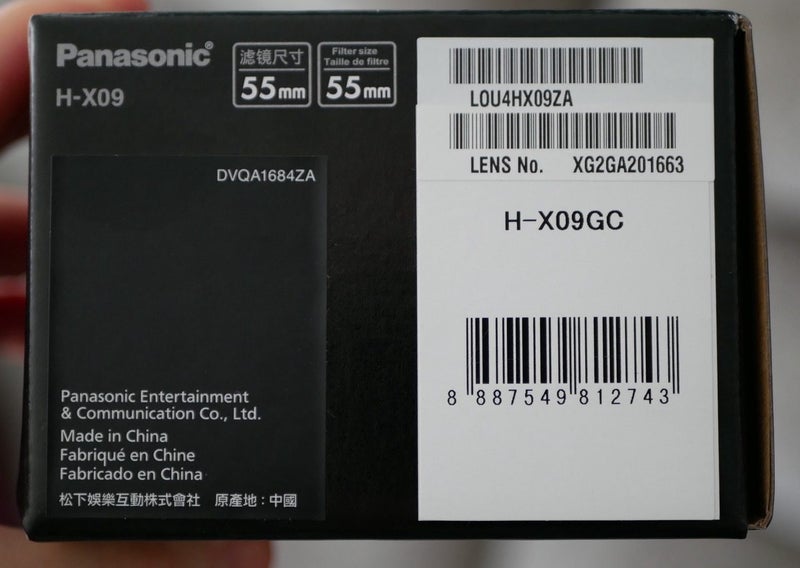 Panasonic®
H-X09
滤镜尺寸
55mm
Filter size
Taille de filtre
55mm
DVQA1684ZA
Panasonic Entertainment
& Communication Co., Ltd.
Made in China
Fabriqué en Chine
Fabricado en China
松下娛樂互動株式會社 原產地：中國
LOU4HX09ZA
LENS No. XG2GA201663
H-X09GC
8 887549 812743